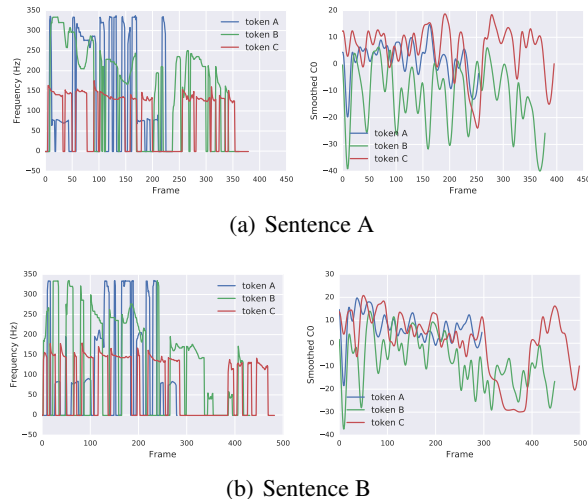 350
300
250
200
150
100
50
0
−50
0 50 100 150 200 250 300 350 400 450
Frequency (Hz)
Frame
token A
token B
token C
20
10
0
−10
−20
−30
−40
0 50 100 150 200 250 300 350 400 450
Smoothed C0
Frame
token A
token B
token C
(a) Sentence A
350
300
250
200
150
100
50
0
−50
0 100 200 300 400 500
Frequency (Hz)
Frame
token A
token B
token C
30
20
10
0
−10
−20
−30
−40
0 100 200 300 400 500
Smoothed C0
Frame
token A
token B
token C
(b) Sentence B